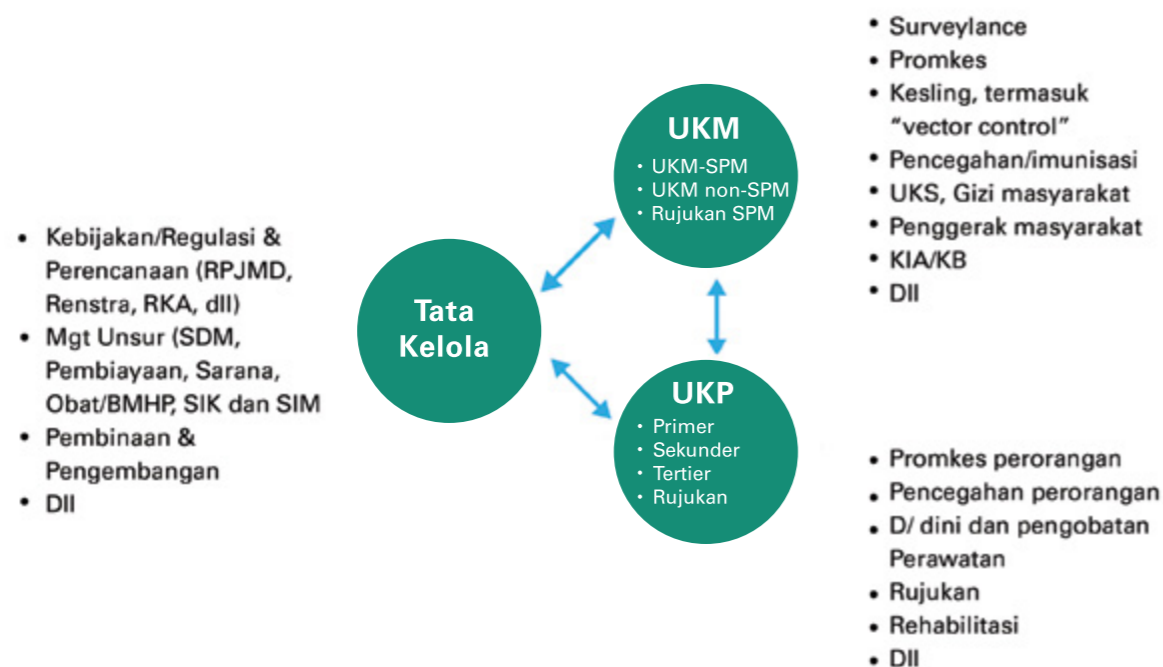 • Kebijakan/Regulasi &
Perencanaan (RPJMD,
Renstra, RKA, dll)
• Mgt Unsur (SDM,
Pembiayaan, Sarana,
Obat/BMHP, SIK dan SIM
• Pembinaan &
Pengembangan
• Dll
Tata
Kelola
UKM
• UKM-SPM
• UKM non-SPM
• Rujukan SPM
• Surveylance
• Promkes
• Kesling, termasuk
“vector control”
• Pencegahan/imunisasi
• UKS, Gizi masyarakat
• Penggerak masyarakat
• KIA/KB
• Dll
UKP
• Primer
• Sekunder
• Tertier
• Rujukan
• Promkes perorangan
• Pencegahan perorangan
• D/ dini dan pengobatan
Perawatan
• Rujukan
• Rehabilitasi
• Dll